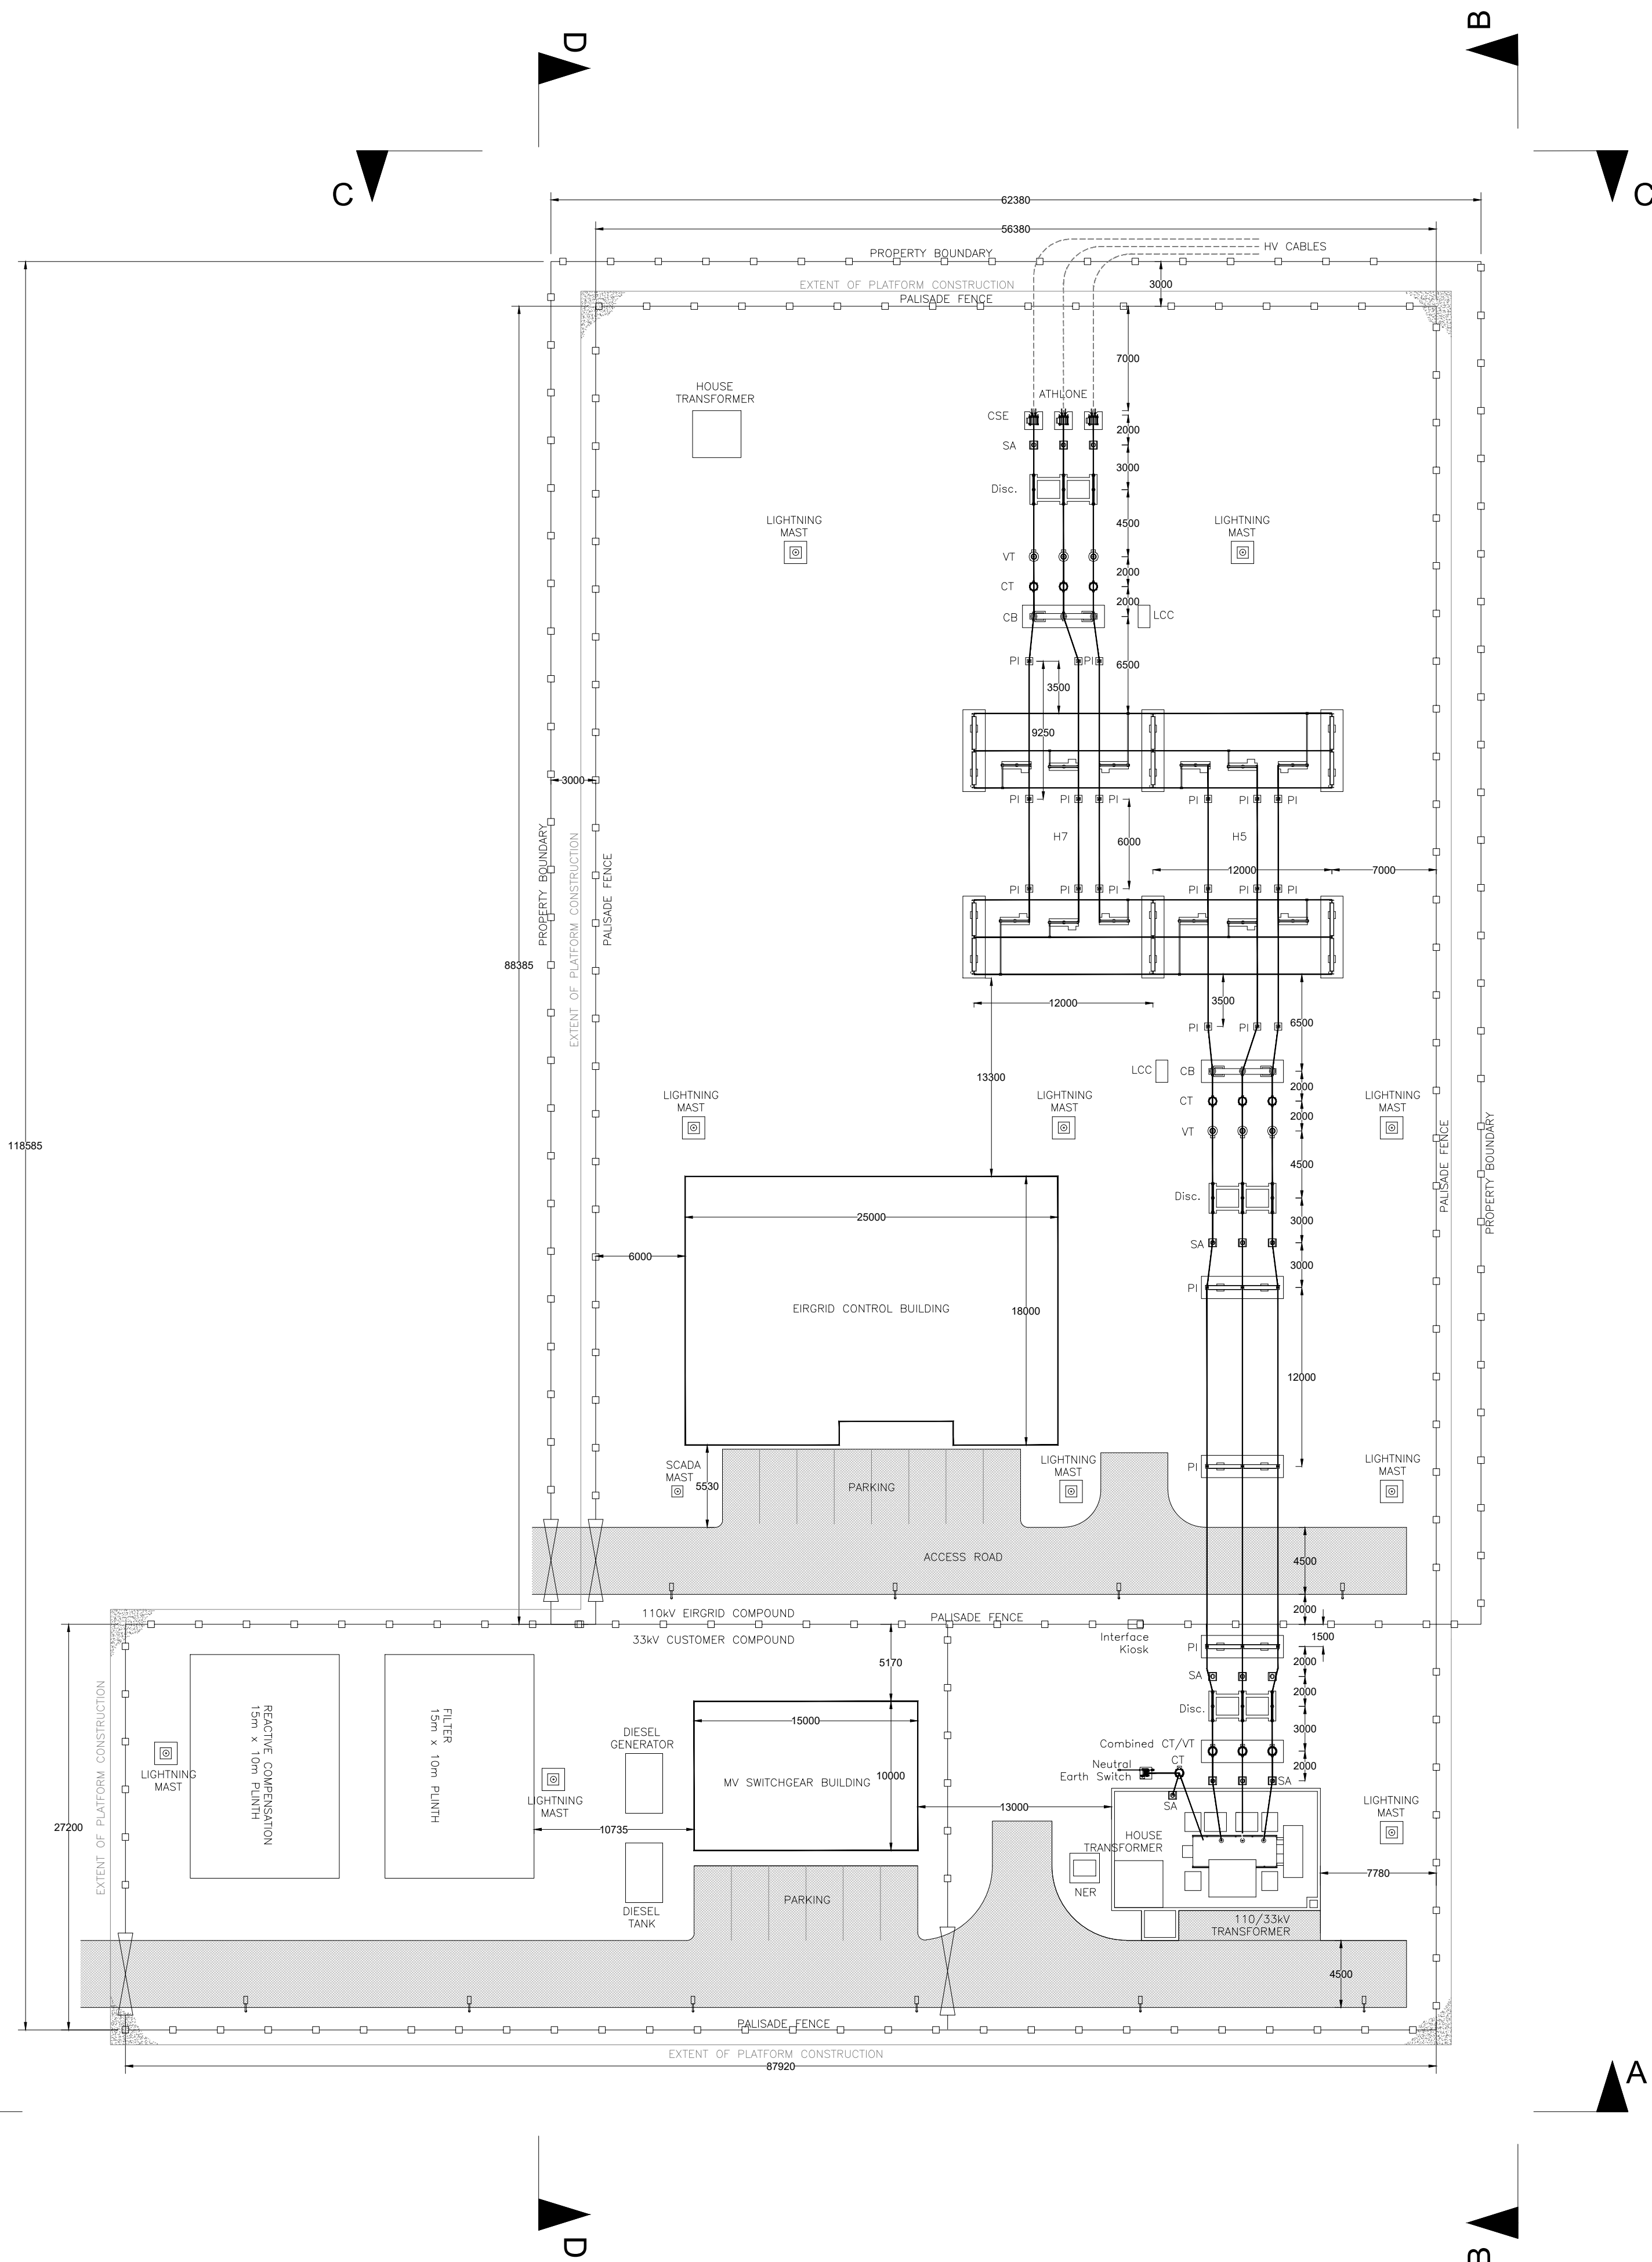 D
B
C
C
62380
56380
HV CABLES
PROPERTY BOUNDARY
3000
EXTENT OF PLATFORM CONSTRUCTION
PALISADE FENCE
7000
HOUSE
TRANSFORMER
ATHLONE
CSE
2000
SA
3000
Disc.
4500
LIGHTNING
MAST
LIGHTNING
MAST
VT
2000
CT
2000
CB
LCC
PI
PI
6500
3500
9250
3000
PI
PI
PI
PI
PI
PI
H7
H5
6000
PROPERTY BOUNDARY
EXTENT OF PLATFORM CONSTRUCTION
PALISADE FENCE
12000
7000
PI
PI
PI
PI
PI
PI
88385
12000
3500
6500
PI
PI
13300
LCC
CB
2000
CT
2000
VT
LIGHTNING
MAST
LIGHTNING
MAST
LIGHTNING
MAST
118585
PALISADE FENCE
PROPERTY BOUNDARY
4500
Disc.
25000
3000
SA
6000
3000
PI
EIRGRID CONTROL BUILDING
18000
12000
SCADA
MAST
5530
PARKING
LIGHTNING
MAST
PI
LIGHTNING
MAST
ACCESS ROAD
4500
2000
110kV EIRGRID COMPOUND
PALISADE FENCE
33kV CUSTOMER COMPOUND
Interface
Kiosk
1500
PI
2000
5170
SA
2000
EXTENT OF PLATFORM CONSTRUCTION
REACTIVE COMPENSATION
15m x 10m PLINTH
FILTER
15m x 10m PLINTH
Disc.
15000
DIESEL
GENERATOR
3000
Combined CT/VT
CT
Neutral
Earth Switch
2000
SA
SA
LIGHTNING
MAST
LIGHTNING
MAST
MV SWITCHGEAR BUILDING
10000
13000
LIGHTNING
MAST
27200
10735
HOUSE
TRANSFORMER
7780
NER
PARKING
DIESEL
TANK
110/33kV
TRANSFORMER
4500
PALISADE FENCE
EXTENT OF PLATFORM CONSTRUCTION
87920
A
D
B